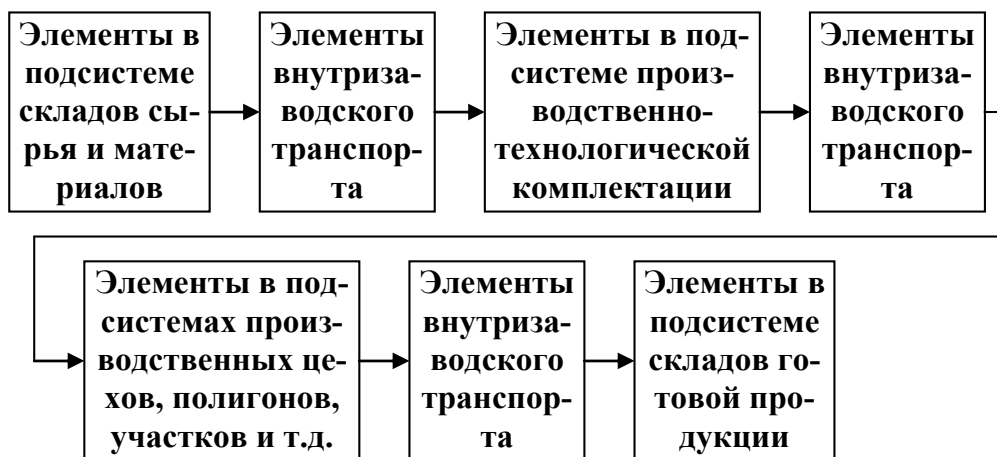 Элементы в
подсистеме
складов сы-
рья и мате-
риалов
Элементы
внутриза-
водского
транспор-
та
Элементы в под-
системе произ-
водственно-
технологической
комплектации
Элементы
внутриза-
водского
транспор-
та
Элементы в под-
системах произ-
водственных це-
хов, полигонов,
участков и т.д.
Элементы
внутриза-
водского
транспор-
та
Элементы в
подсистеме
складов го-
товой про-
дукции